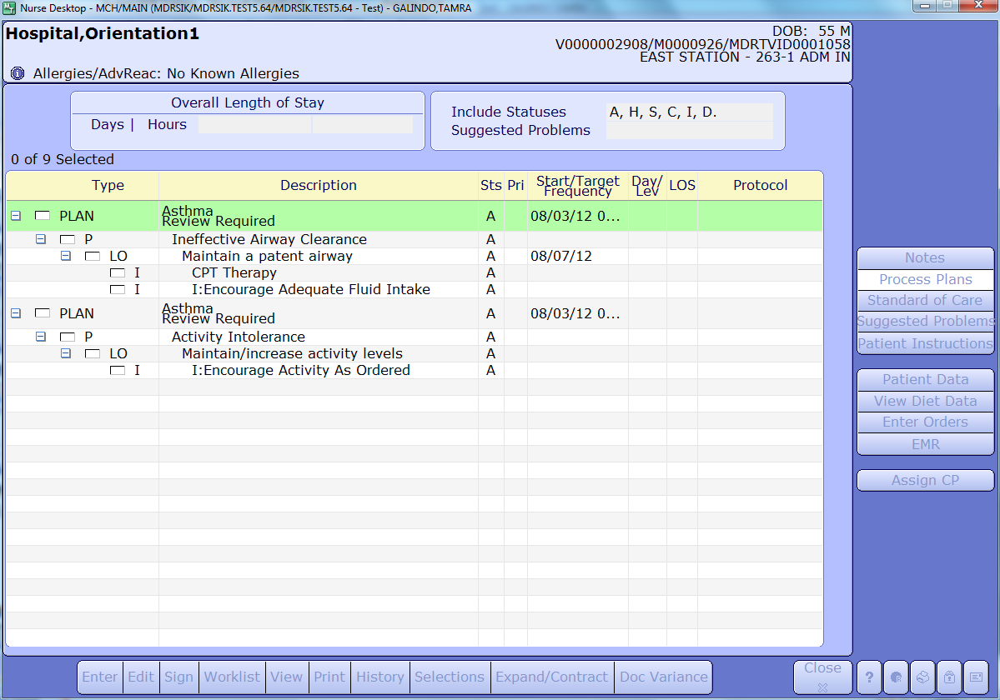 Nurse Desktop - MCH/MAIN (MDRSIK/MDRSIK.TEST5.64/MDRSIK.TEST5.64 - Test) - GALINDO,TAMRA
Hospital,Orientation1
DOB: 55 M
V0000002908/M0000926/MDRTVID0001058
EAST STATION - 263-1 ADM IN
Allergies/AdvReac: No Known Allergies
Overall Length of Stay
Days | Hours
Include Statuses A, H, S, C, I, D.
Suggested Problems
0 of 9 Selected
Type Description Sts Pri Start/Target Frequency Day/Lev LOS Protocol
PLAN Asthma Review Required A 08/03/12 0...
P Ineffective Airway Clearance A
LO Maintain a patent airway A 08/07/12
I CPT Therapy A
I I:Encourage Adequate Fluid Intake A
PLAN Asthma Review Required A 08/03/12 0...
P Activity Intolerance A
LO Maintain/increase activity levels A
I I:Encourage Activity As Ordered A
Notes
Process Plans
Standard of Care
Suggested Problems
Patient Instructions
Patient Data
View Diet Data
Enter Orders
EMR
Assign CP
Enter Edit Sign Worklist View Print History Selections Expand/Contract Doc Variance Close ?